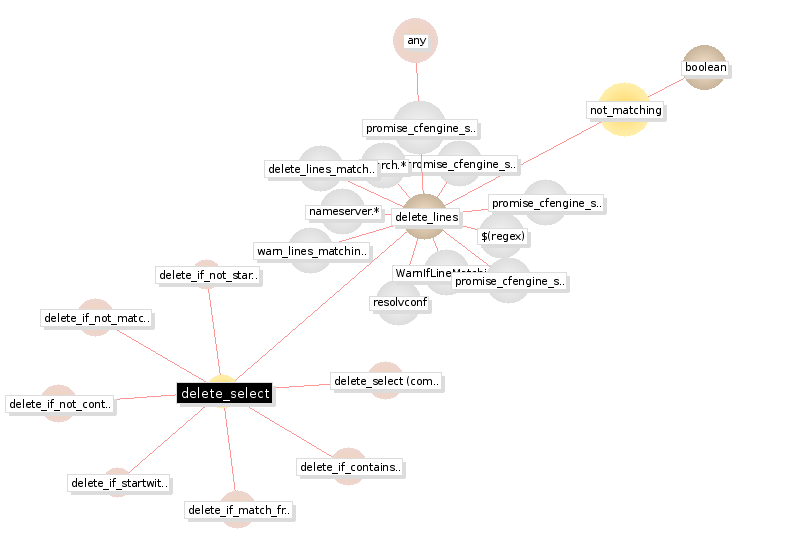 any
boolean
not_matching
promise_cfengine_s..
delete_lines_match..
rch.*
promise_cfengine_s..
promise_cfengine_s..
nameserver.*
delete_lines
$(regex)
warn_lines_matchin..
WarnIfLineMatchi
promise_cfengine_s..
resolvconf
delete_if_not_star..
delete_if_not_matc..
delete_select (com..
delete_select
delete_if_not_cont..
delete_if_contains..
delete_if_startwit..
delete_if_match_fr..